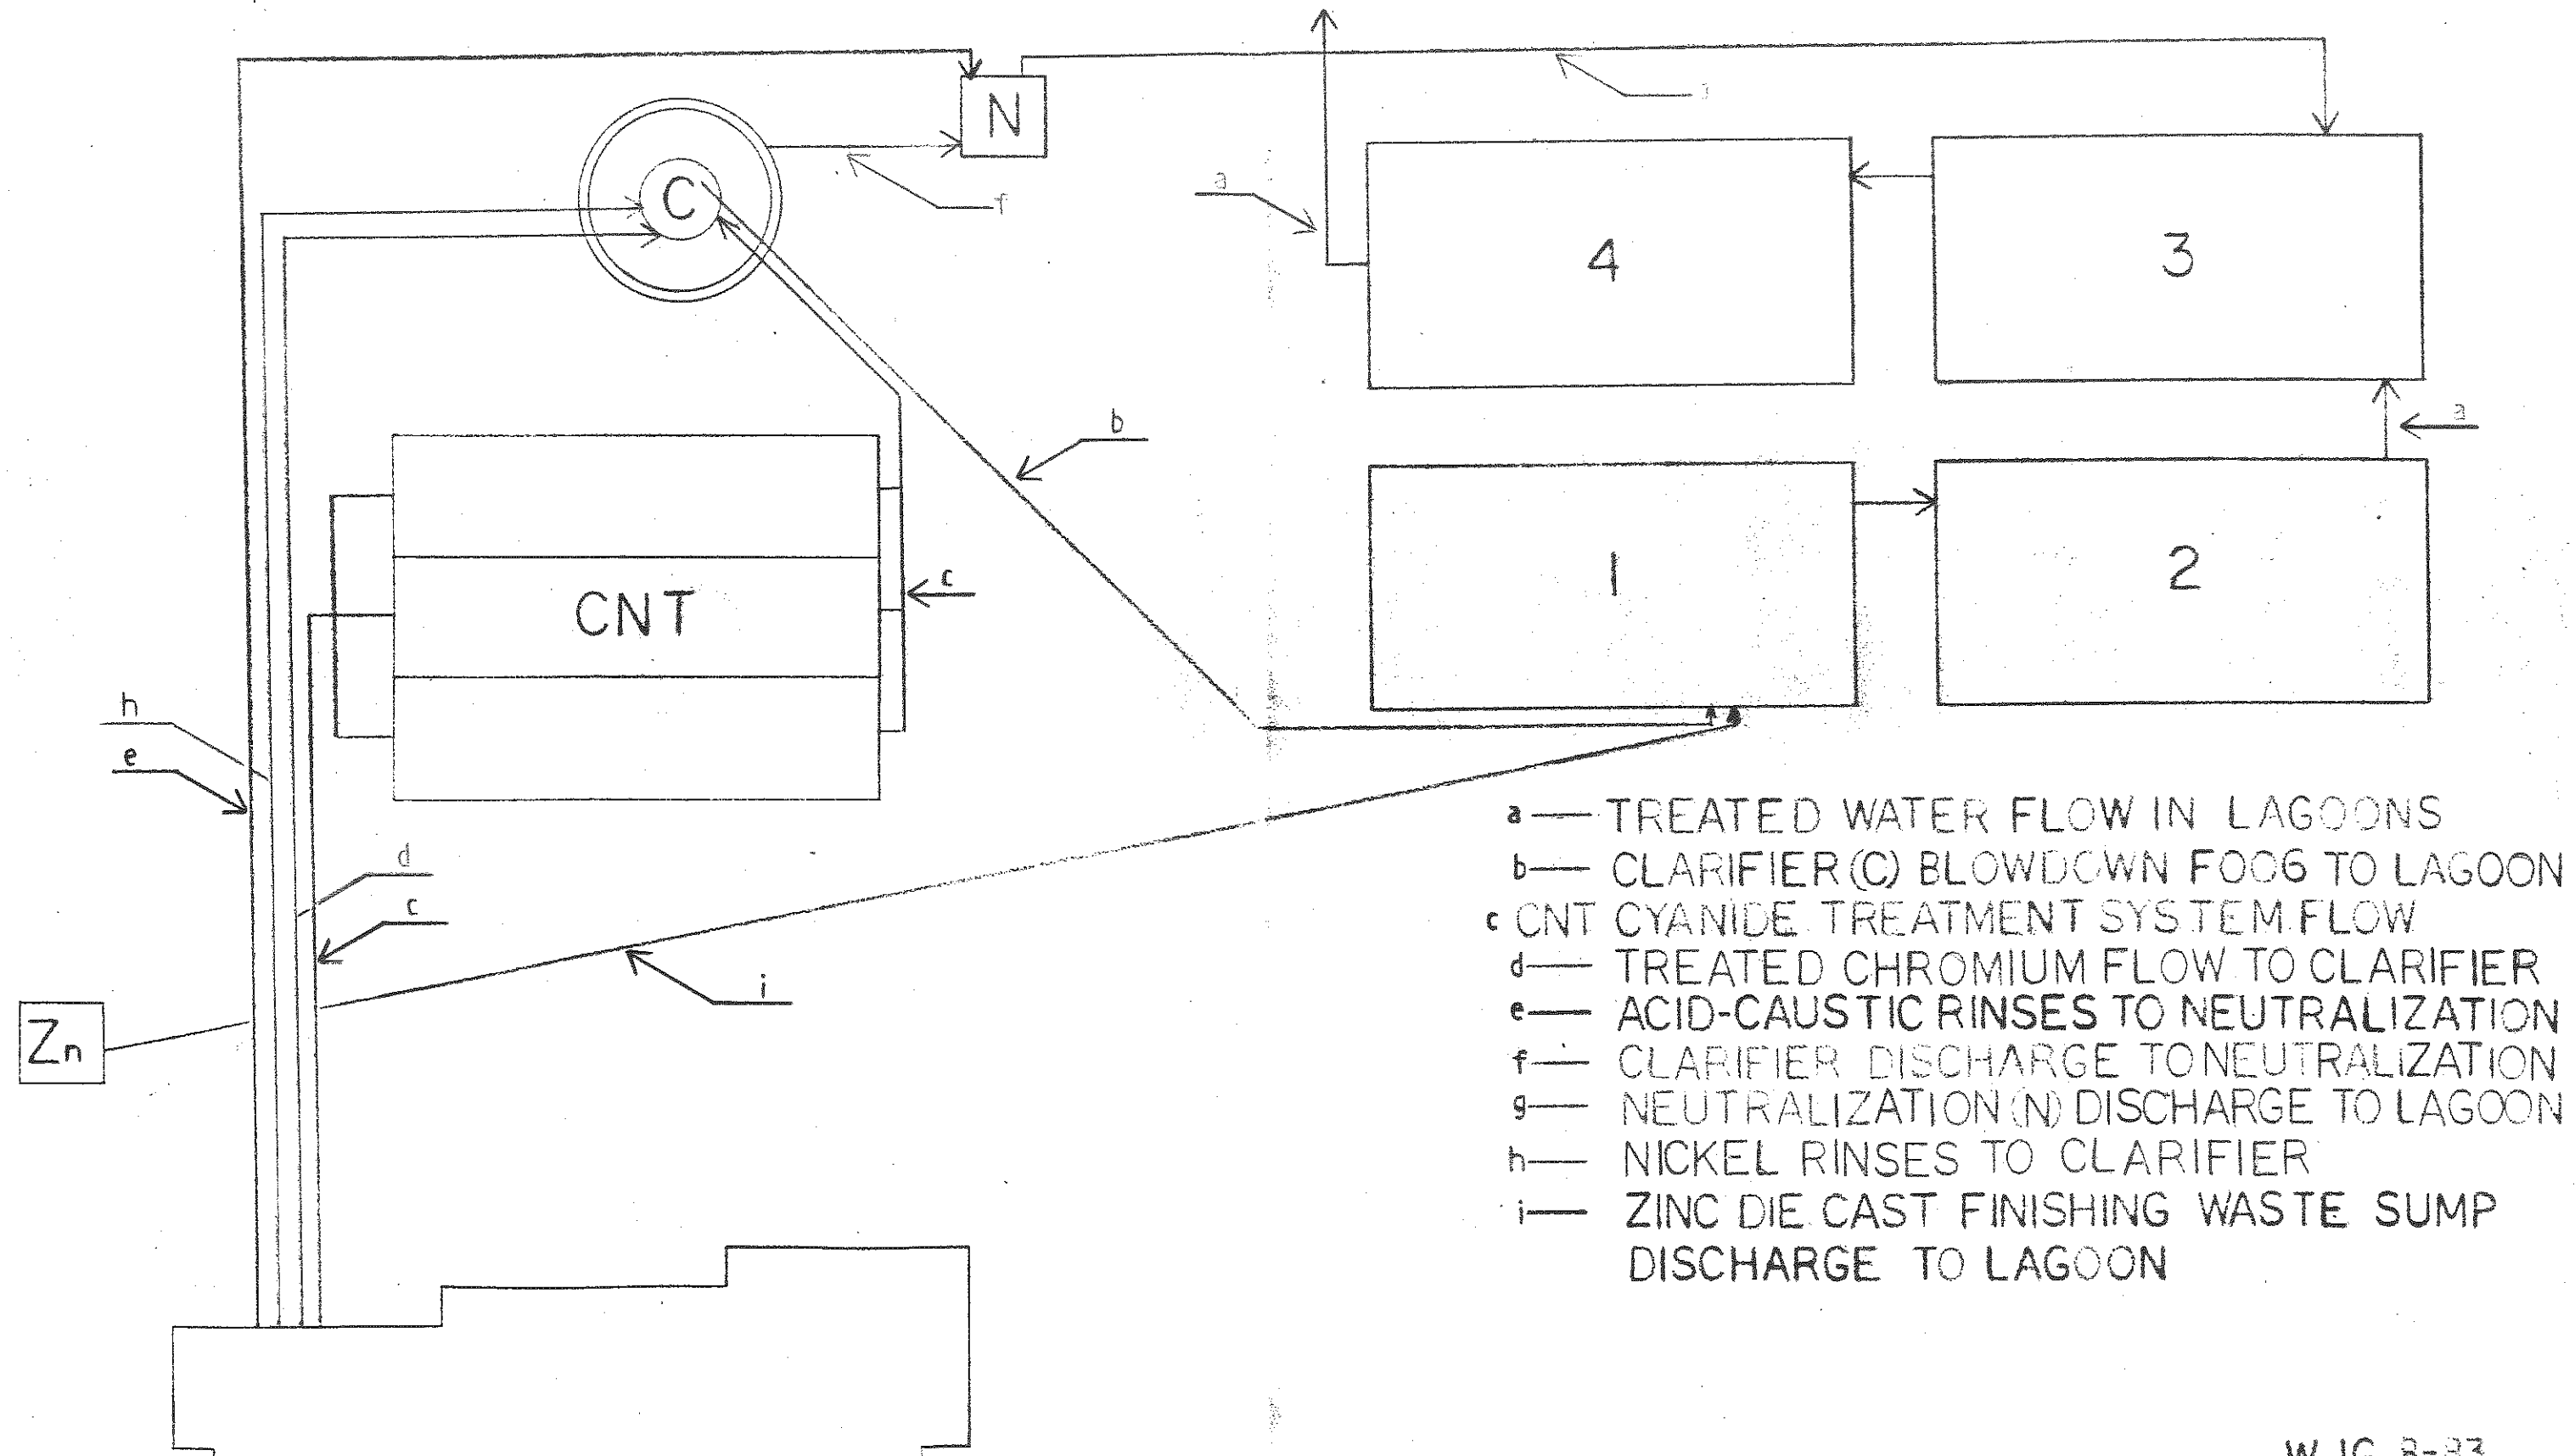 N
C
f
a
4
3
b
a
1
2
CNT
c
h
e
d
c
i
Zn
a — TREATED WATER FLOW IN LAGOONS
b — CLARIFIER (C) BLOWDOWN F006 TO LAGOON
c CNT CYANIDE TREATMENT SYSTEM FLOW
d — TREATED CHROMIUM FLOW TO CLARIFIER
e — ACID-CAUSTIC RINSES TO NEUTRALIZATION
f — CLARIFIER DISCHARGE TO NEUTRALIZATION
g — NEUTRALIZATION (N) DISCHARGE TO LAGOON
h — NICKEL RINSES TO CLARIFIER
i — ZINC DIE CAST FINISHING WASTE SUMP
DISCHARGE TO LAGOON
8-83